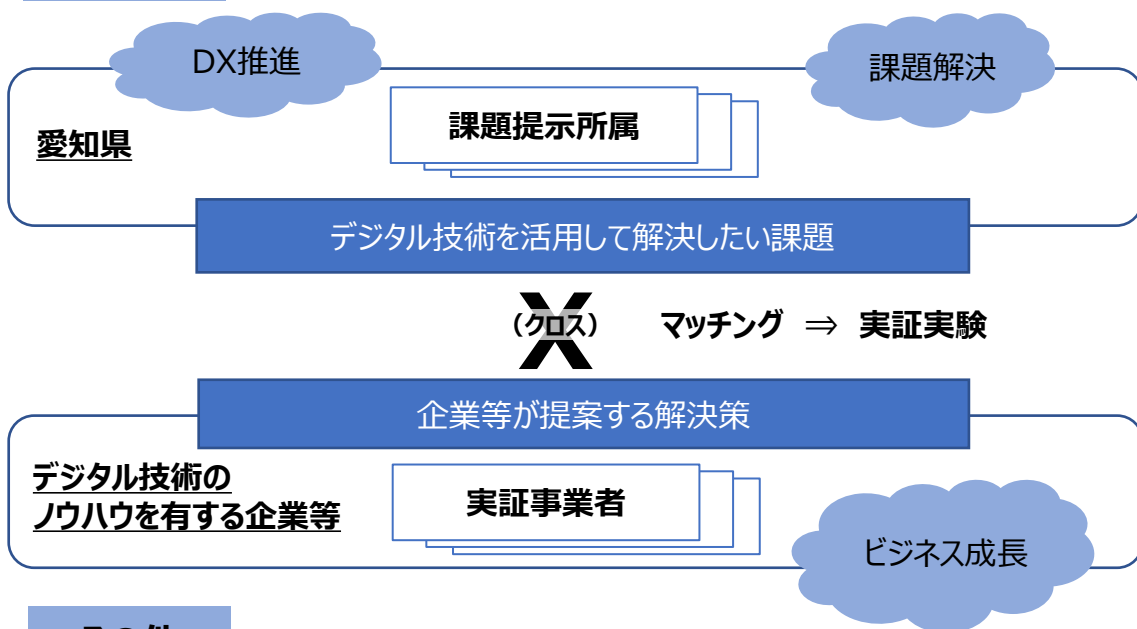 DX推進
課題解決
課題提示所属
愛知県
デジタル技術を活用して解決したい課題
X
（クロス）
マッチング ⇒ 実証実験
企業等が提案する解決策
デジタル技術の
ノウハウを有する企業等
実証事業者
ビジネス成長